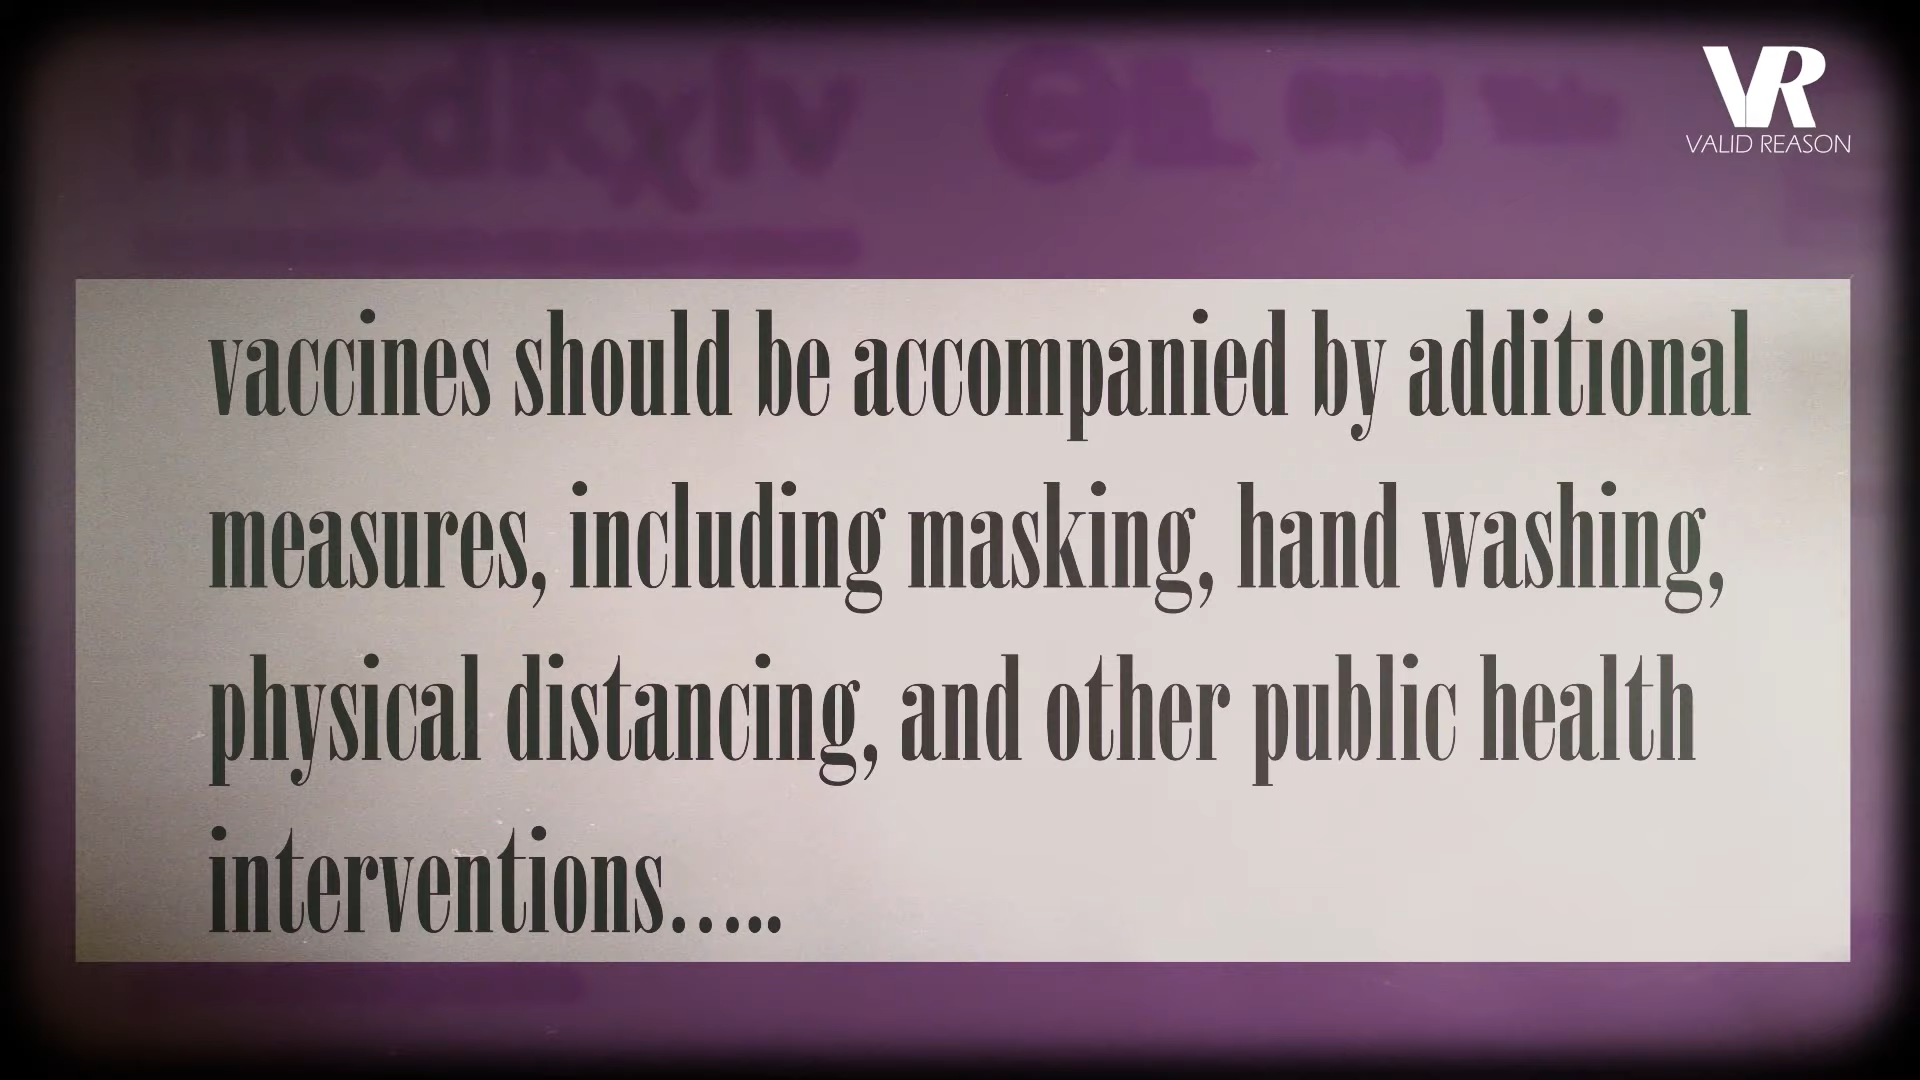 medRxiv
VR
VALID REASON
vaccines should be accompanied by additional
measures, including masking, hand washing,
physical distancing, and other public health
interventions.....